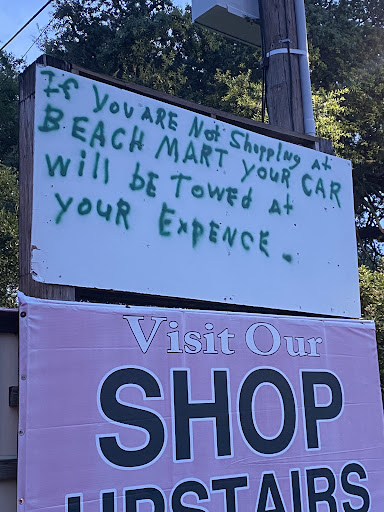 If YOU ARE Not Shopping at
BEACH MART YOUR CAR
will bE Towed At
YOUR ExpENCE.
Visit Our
SHOP
UPSTAIRS